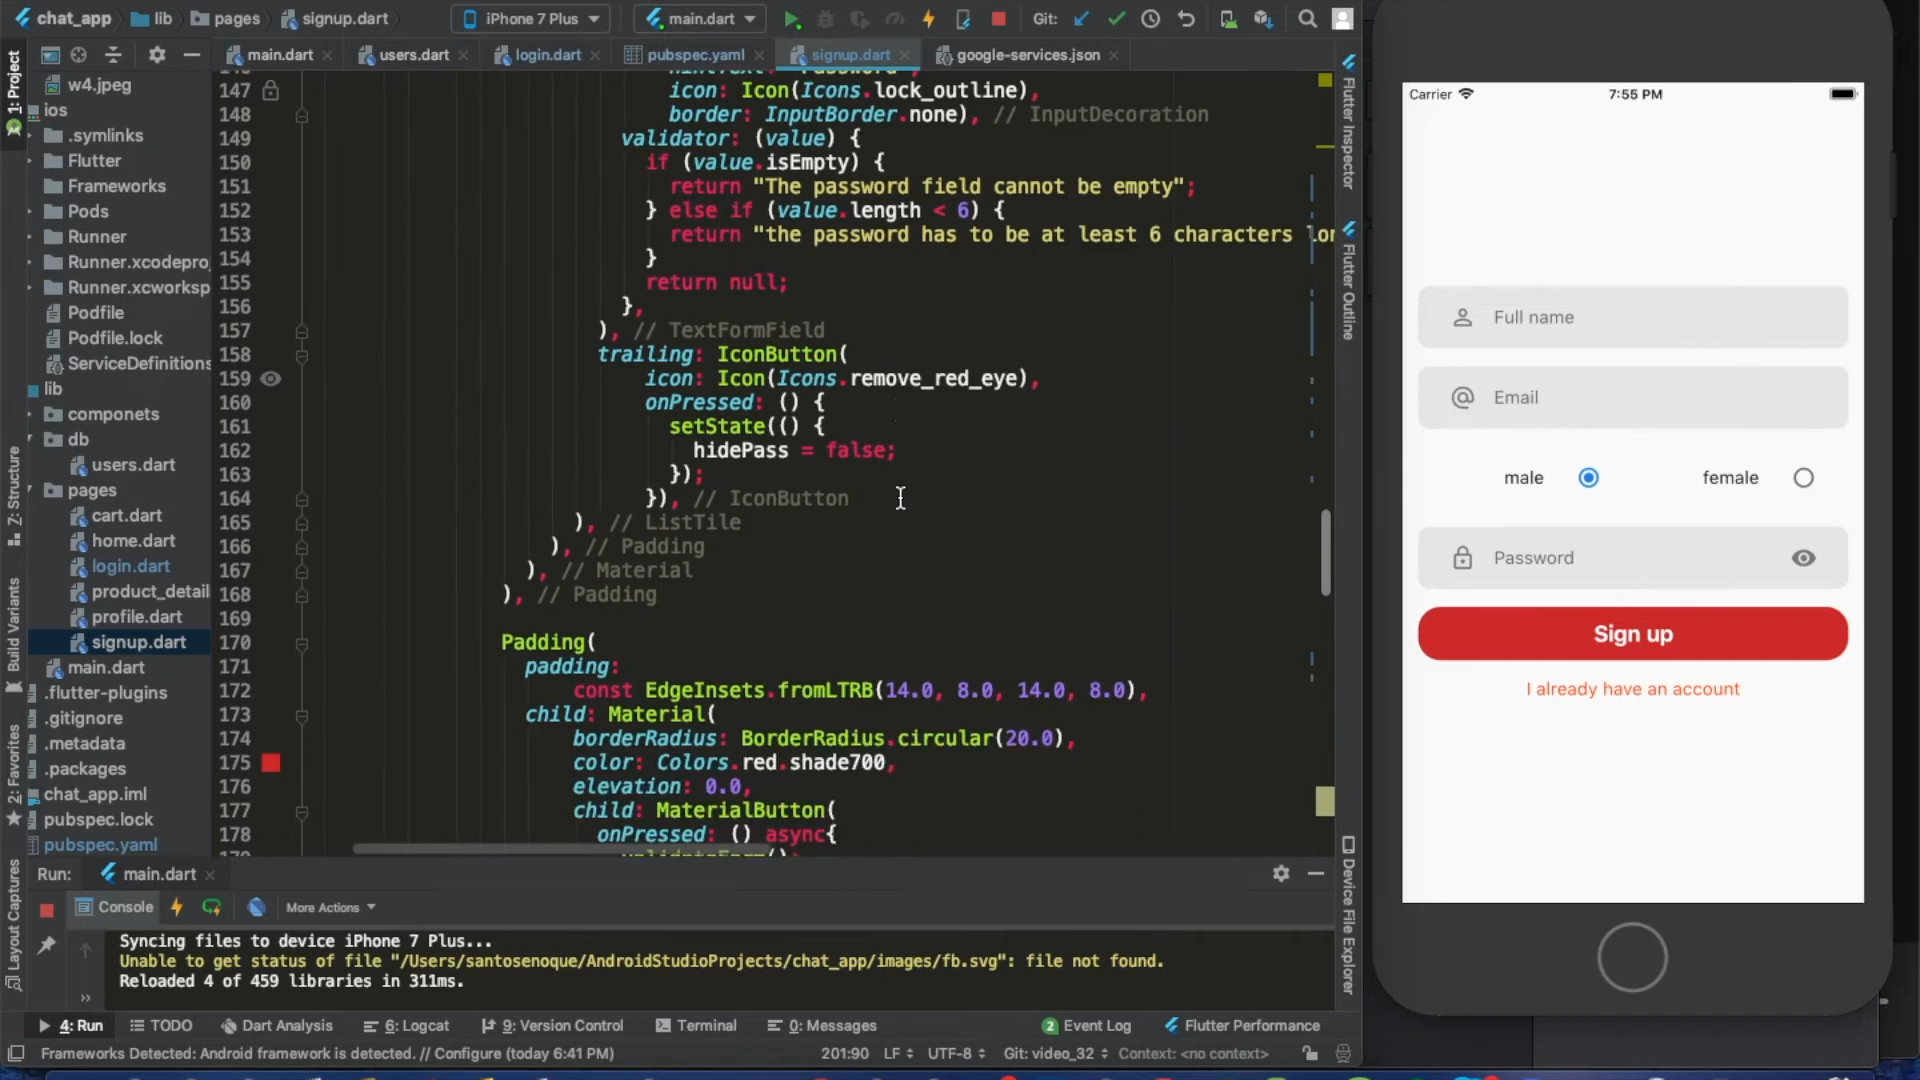 chat_app lib pages signup.dart iPhone 7 Plus main.dart Git:
1: Project
main.dart users.dart login.dart pubspec.yaml signup.dart google-services.json
w4.jpeg
ios
.symlinks
Flutter
Frameworks
Pods
Runner
Runner.xcodeproj
Runner.xcworksp
Podfile
Podfile.lock
ServiceDefinitions
lib
componets
db
users.dart
pages
cart.dart
home.dart
login.dart
product_detail
profile.dart
signup.dart
main.dart
.flutter-plugins
.gitignore
.metadata
.packages
chat_app.iml
pubspec.lock
pubspec.yaml
Z: Structure
Build Variants
2: Favorites
Layout Captures
147 icon: Icon(Icons.lock_outline),
148 border: InputBorder.none), // InputDecoration
149 validator: (value) {
150 if (value.isEmpty) {
151 return "The password field cannot be empty";
152 } else if (value.length < 6) {
153 return "the password has to be at least 6 characters lon
154 }
155 return null;
156 },
157 ), // TextFormField
158 trailing: IconButton(
159 icon: Icon(Icons.remove_red_eye),
160 onPressed: () {
161 setState(() {
162 hidePass = false;
163 });
164 }), // IconButton
165 ), // ListTile
166 ), // Padding
167 ), // Material
168 ), // Padding
169
170 Padding(
171 padding:
172 const EdgeInsets.fromLTRB(14.0, 8.0, 14.0, 8.0),
173 child: Material(
174 borderRadius: BorderRadius.circular(20.0),
175 color: Colors.red.shade700,
176 elevation: 0.0,
177 child: MaterialButton(
178 onPressed: () async{
Flutter Inspector
Flutter Outline
Device File Explorer
Run: main.dart
Console More Actions
Syncing files to device iPhone 7 Plus...
Unable to get status of file "/Users/santosenoque/AndroidStudioProjects/chat_app/images/fb.svg": file not found.
Reloaded 4 of 459 libraries in 311ms.
4: Run TODO Dart Analysis 6: Logcat 9: Version Control Terminal 0: Messages 2 Event Log Flutter Performance
Frameworks Detected: Android framework is detected. // Configure (today 6:41 PM) 201:90 LF UTF-8 Git: video_32 Context: <no context>
Carrier 7:55 PM
Full name
Email
male female
Password
Sign up
I already have an account